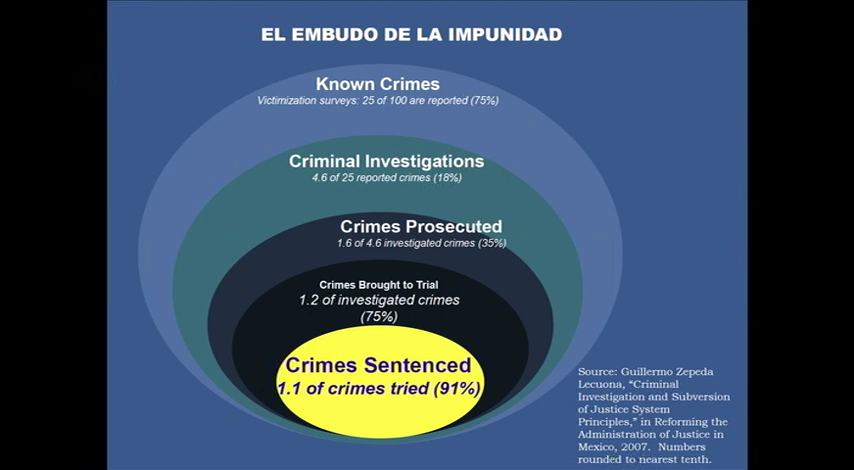 EL EMBUDO DE LA IMPUNIDAD
Known Crimes
Victimization surveys: 25 of 100 are reported (75%)
Criminal Investigations
4.6 of 25 reported crimes (18%)
Crimes Prosecuted
1.6 of 4.6 investigated crimes (35%)
Crimes Brought to Trial
1.2 of investigated crimes
(75%)
Crimes Sentenced
1.1 of crimes tried (91%)
Source: Guillermo Zepeda
Lecuona, "Criminal
Investigation and Subversion
of Justice System
Principles," in Reforming the
Administration of Justice in
Mexico, 2007.  Numbers
rounded to nearest tenth.